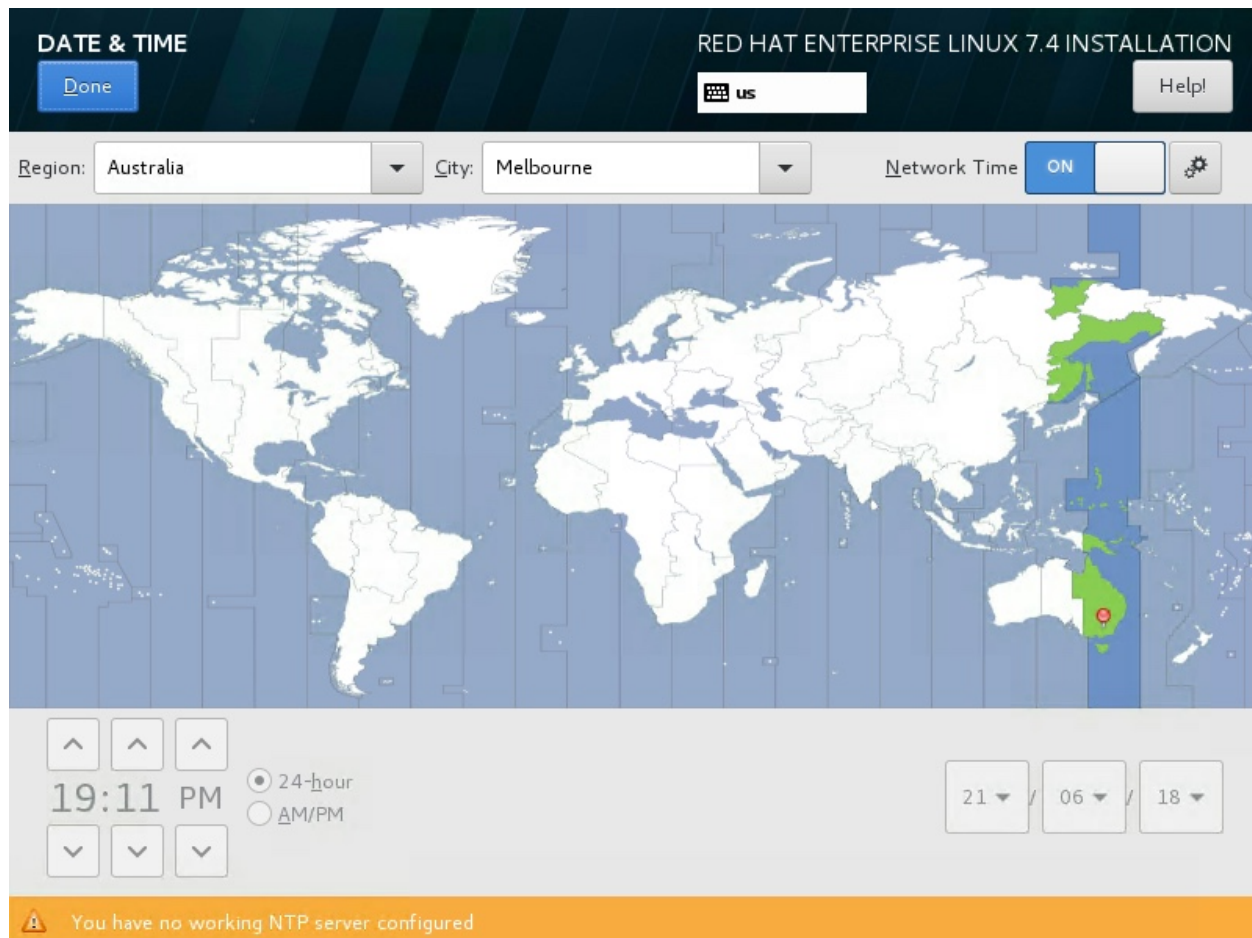 DATE & TIME
RED HAT ENTERPRISE LINUX 7.4 INSTALLATION
Done
us
Help!
Region: Australia City: Melbourne Network Time ON
19:11 PM
24-hour
AM/PM
21 / 06 / 18
You have no working NTP server configured